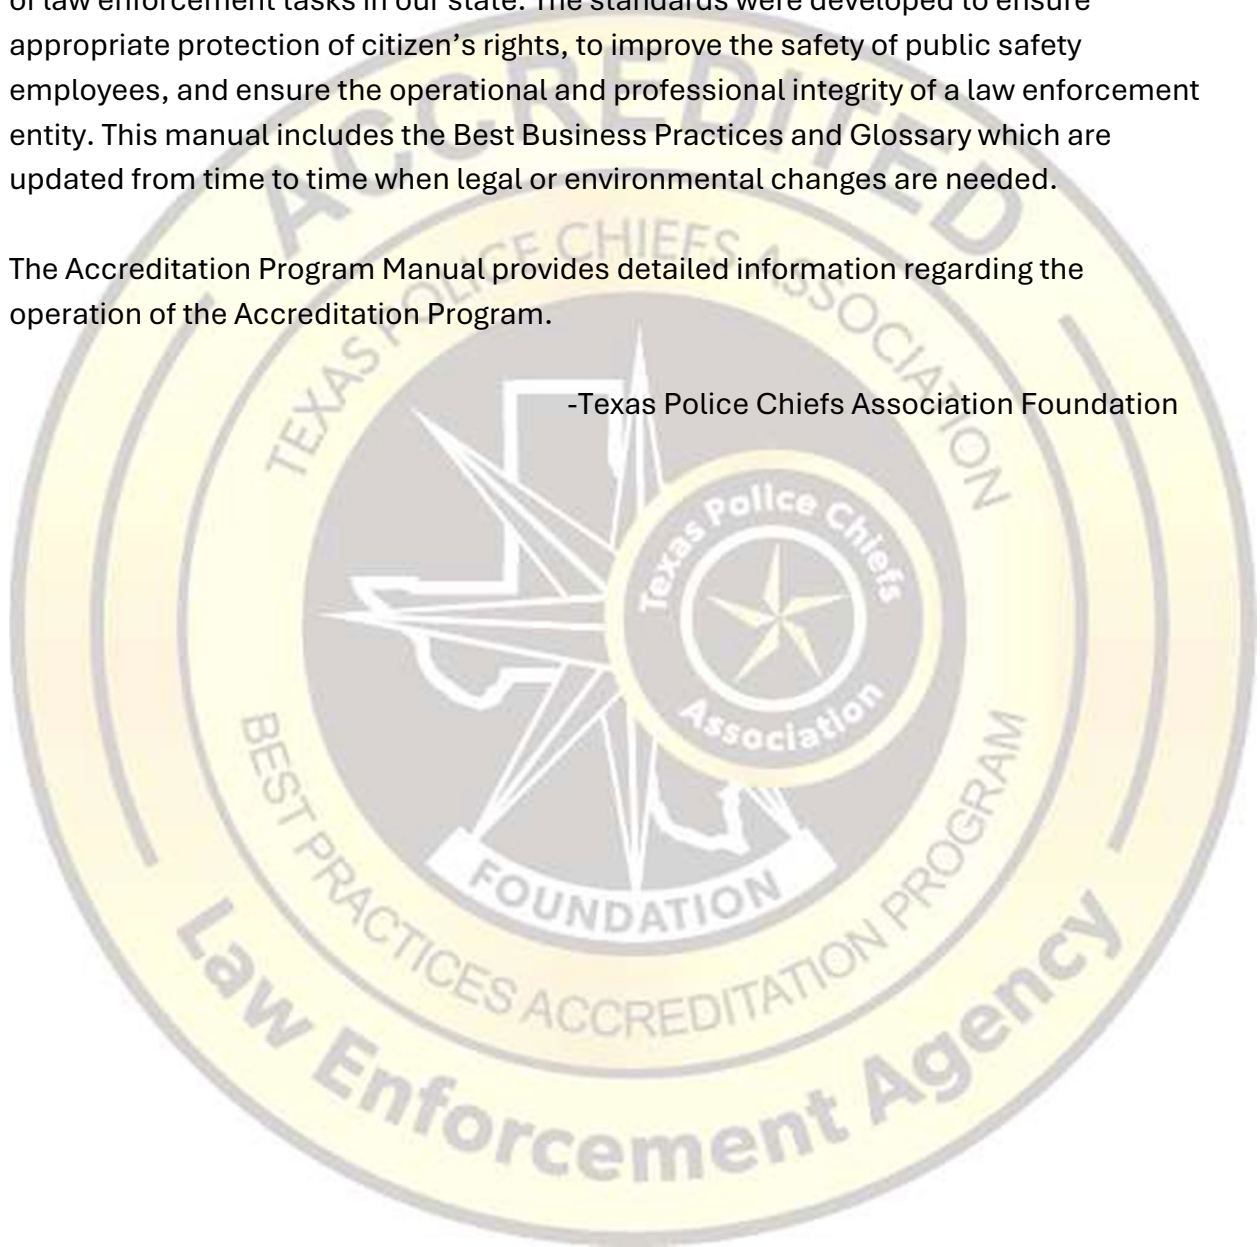 of law enforcement tasks in our state. The standards were developed to ensure
appropriate protection of citizen’s rights, to improve the safety of public safety
employees, and ensure the operational and professional integrity of a law enforcement
entity. This manual includes the Best Business Practices and Glossary which are
updated from time to time when legal or environmental changes are needed.
The Accreditation Program Manual provides detailed information regarding the
operation of the Accreditation Program.
-Texas Police Chiefs Association Foundation
ACCREDITED
TEXAS POLICE CHIEFS ASSOCIATION
Texas Police Chiefs
Association
FOUNDATION
BEST PRACTICES ACCREDITATION PROGRAM
Law Enforcement Agency